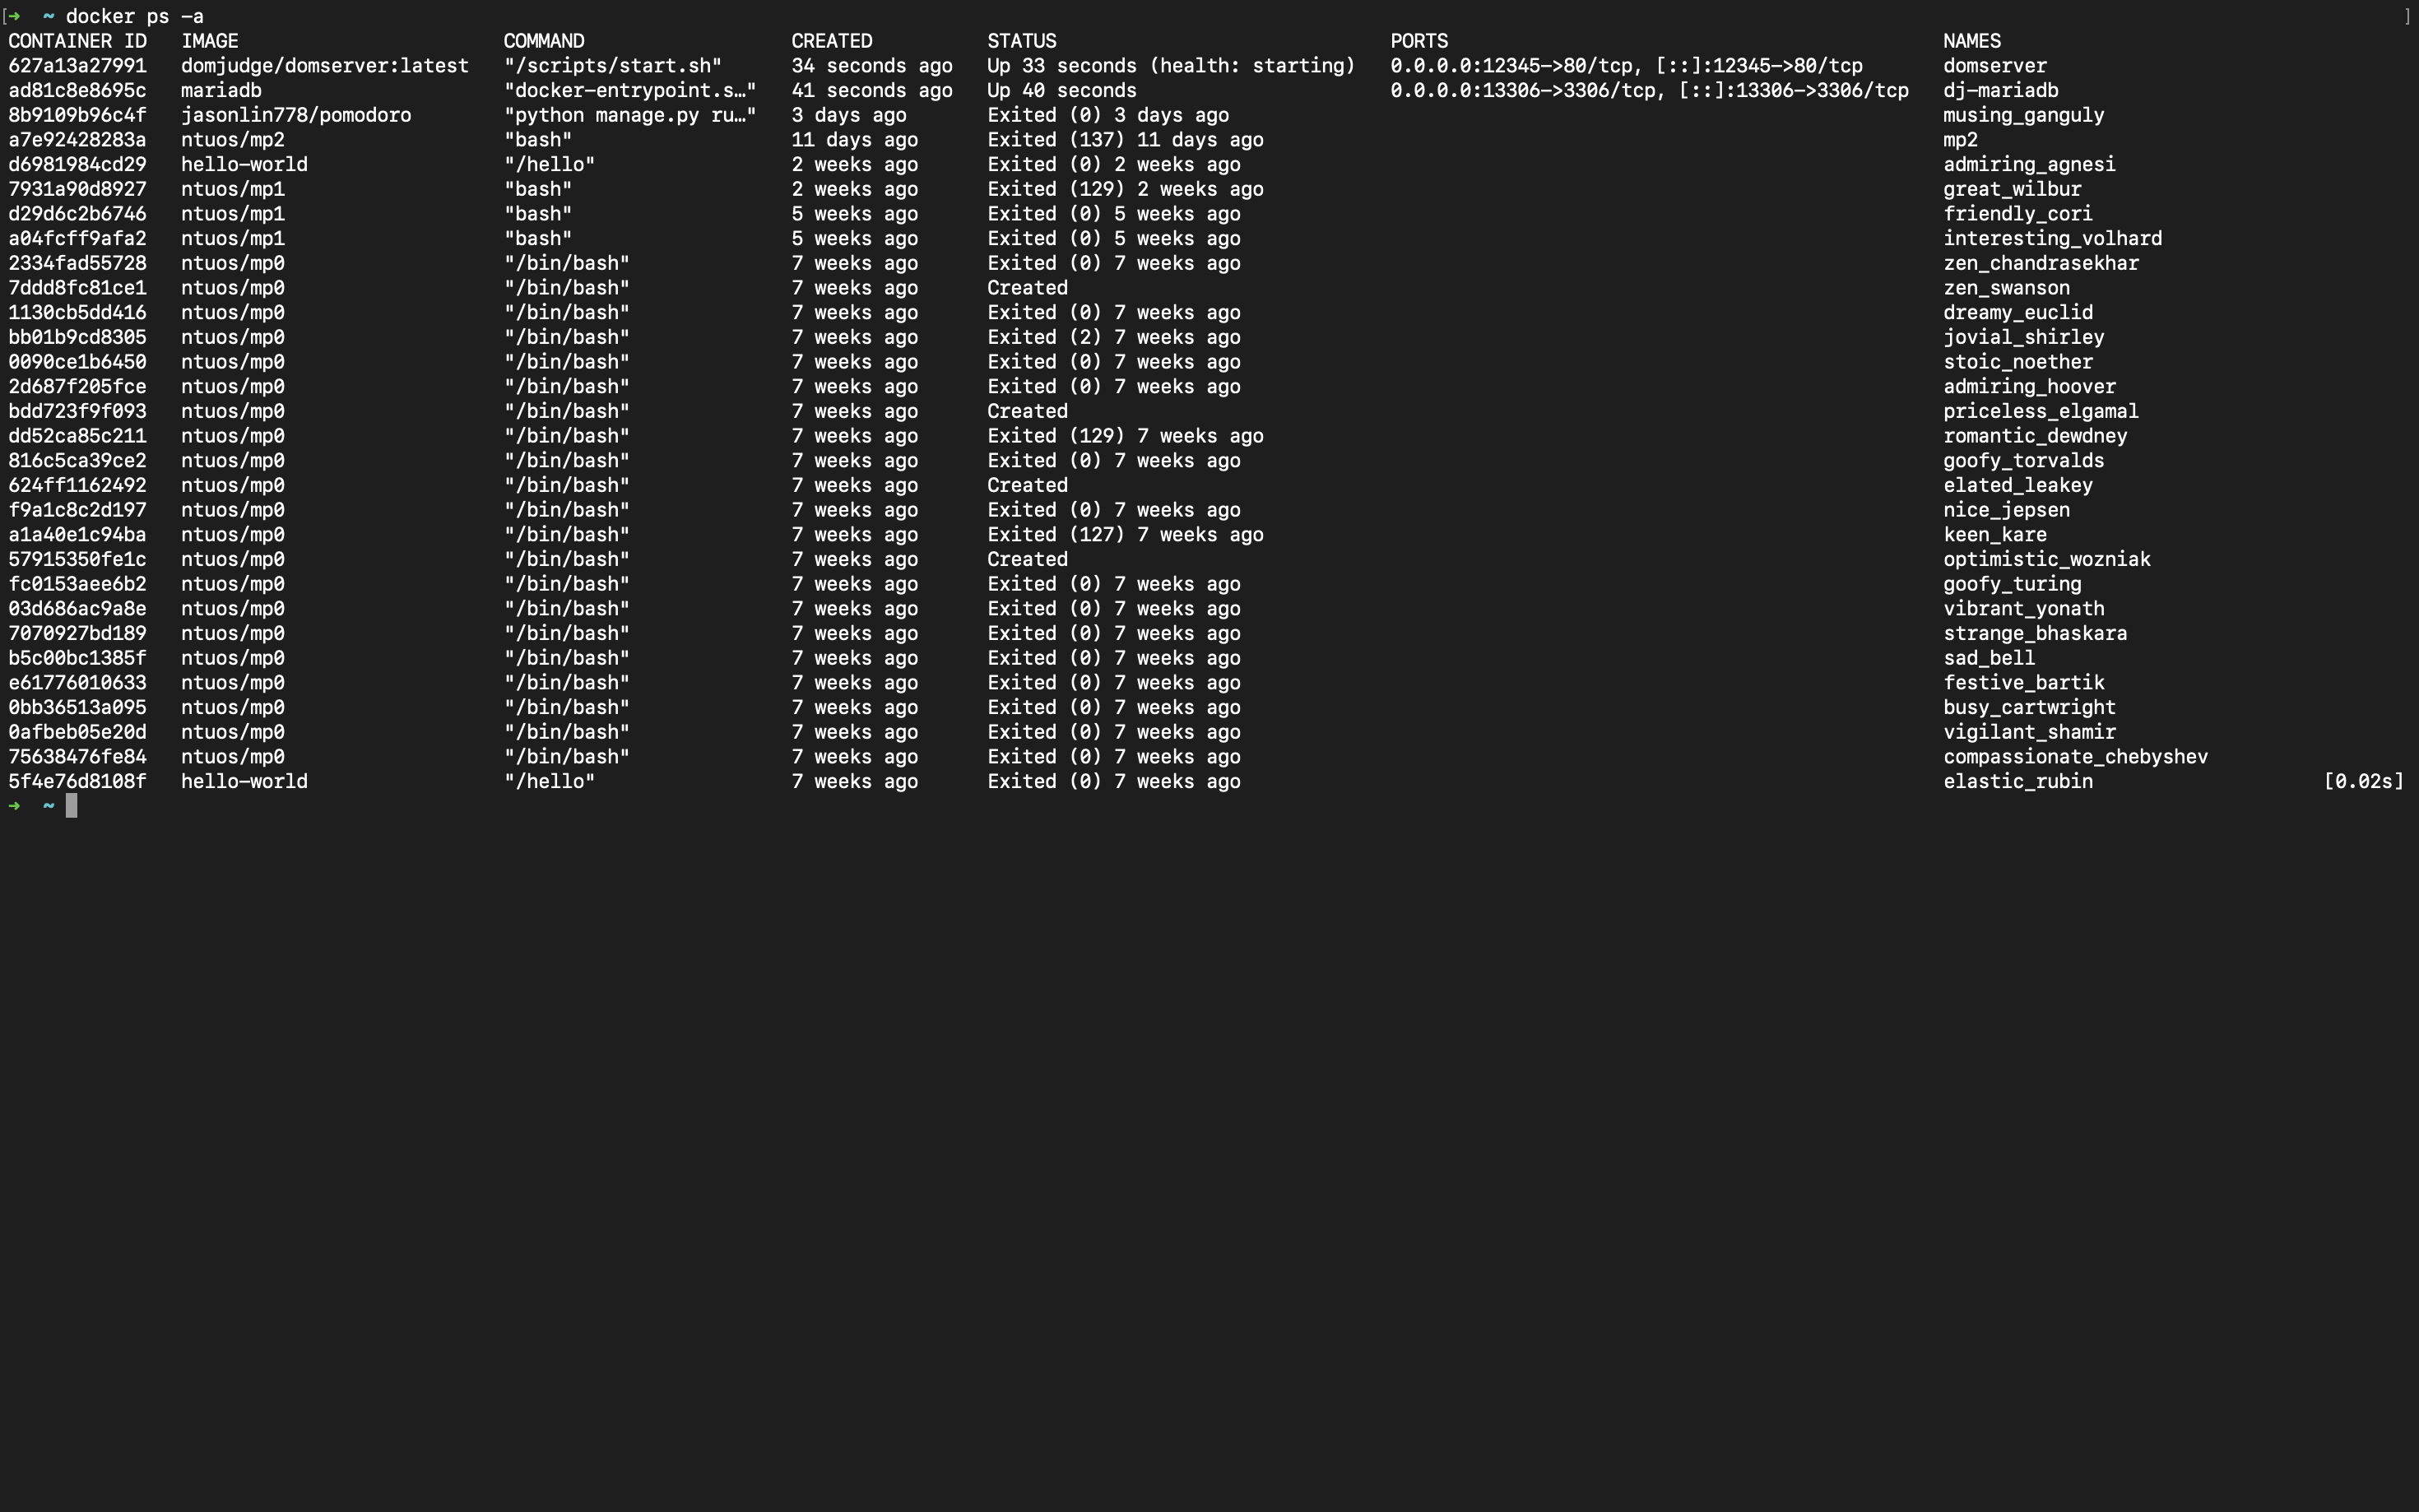 [→ ~ docker ps -a ]
CONTAINER ID IMAGE COMMAND CREATED STATUS PORTS NAMES
627a13a27991 domjudge/domserver:latest "/scripts/start.sh" 34 seconds ago Up 33 seconds (health: starting) 0.0.0.0:12345->80/tcp, [::]:12345->80/tcp domserver
ad81c8e8695c mariadb "docker-entrypoint.s…" 41 seconds ago Up 40 seconds 0.0.0.0:13306->3306/tcp, [::]:13306->3306/tcp dj-mariadb
8b9109b96c4f jasonlin778/pomodoro "python manage.py ru…" 3 days ago Exited (0) 3 days ago musing_ganguly
a7e92428283a ntuos/mp2 "bash" 11 days ago Exited (137) 11 days ago mp2
d6981984cd29 hello-world "/hello" 2 weeks ago Exited (0) 2 weeks ago admiring_agnesi
7931a90d8927 ntuos/mp1 "bash" 2 weeks ago Exited (129) 2 weeks ago great_wilbur
d29d6c2b6746 ntuos/mp1 "bash" 5 weeks ago Exited (0) 5 weeks ago friendly_cori
a04fcff9afa2 ntuos/mp1 "bash" 5 weeks ago Exited (0) 5 weeks ago interesting_volhard
2334fad55728 ntuos/mp0 "/bin/bash" 7 weeks ago Exited (0) 7 weeks ago zen_chandrasekhar
7ddd8fc81ce1 ntuos/mp0 "/bin/bash" 7 weeks ago Created zen_swanson
1130cb5dd416 ntuos/mp0 "/bin/bash" 7 weeks ago Exited (0) 7 weeks ago dreamy_euclid
bb01b9cd8305 ntuos/mp0 "/bin/bash" 7 weeks ago Exited (2) 7 weeks ago jovial_shirley
0090ce1b6450 ntuos/mp0 "/bin/bash" 7 weeks ago Exited (0) 7 weeks ago stoic_noether
2d687f205fce ntuos/mp0 "/bin/bash" 7 weeks ago Exited (0) 7 weeks ago admiring_hoover
bdd723f9f093 ntuos/mp0 "/bin/bash" 7 weeks ago Created priceless_elgamal
dd52ca85c211 ntuos/mp0 "/bin/bash" 7 weeks ago Exited (129) 7 weeks ago romantic_dewdney
816c5ca39ce2 ntuos/mp0 "/bin/bash" 7 weeks ago Exited (0) 7 weeks ago goofy_torvalds
624ff1162492 ntuos/mp0 "/bin/bash" 7 weeks ago Created elated_leakey
f9a1c8c2d197 ntuos/mp0 "/bin/bash" 7 weeks ago Exited (0) 7 weeks ago nice_jepsen
a1a40e1c94ba ntuos/mp0 "/bin/bash" 7 weeks ago Exited (127) 7 weeks ago keen_kare
57915350fe1c ntuos/mp0 "/bin/bash" 7 weeks ago Created optimistic_wozniak
fc0153aee6b2 ntuos/mp0 "/bin/bash" 7 weeks ago Exited (0) 7 weeks ago goofy_turing
03d686ac9a8e ntuos/mp0 "/bin/bash" 7 weeks ago Exited (0) 7 weeks ago vibrant_yonath
7070927bd189 ntuos/mp0 "/bin/bash" 7 weeks ago Exited (0) 7 weeks ago strange_bhaskara
b5c00bc1385f ntuos/mp0 "/bin/bash" 7 weeks ago Exited (0) 7 weeks ago sad_bell
e61776010633 ntuos/mp0 "/bin/bash" 7 weeks ago Exited (0) 7 weeks ago festive_bartik
0bb36513a095 ntuos/mp0 "/bin/bash" 7 weeks ago Exited (0) 7 weeks ago busy_cartwright
0afbeb05e20d ntuos/mp0 "/bin/bash" 7 weeks ago Exited (0) 7 weeks ago vigilant_shamir
75638476fe84 ntuos/mp0 "/bin/bash" 7 weeks ago Exited (0) 7 weeks ago compassionate_chebyshev
5f4e76d8108f hello-world "/hello" 7 weeks ago Exited (0) 7 weeks ago elastic_rubin [0.02s]
→ ~